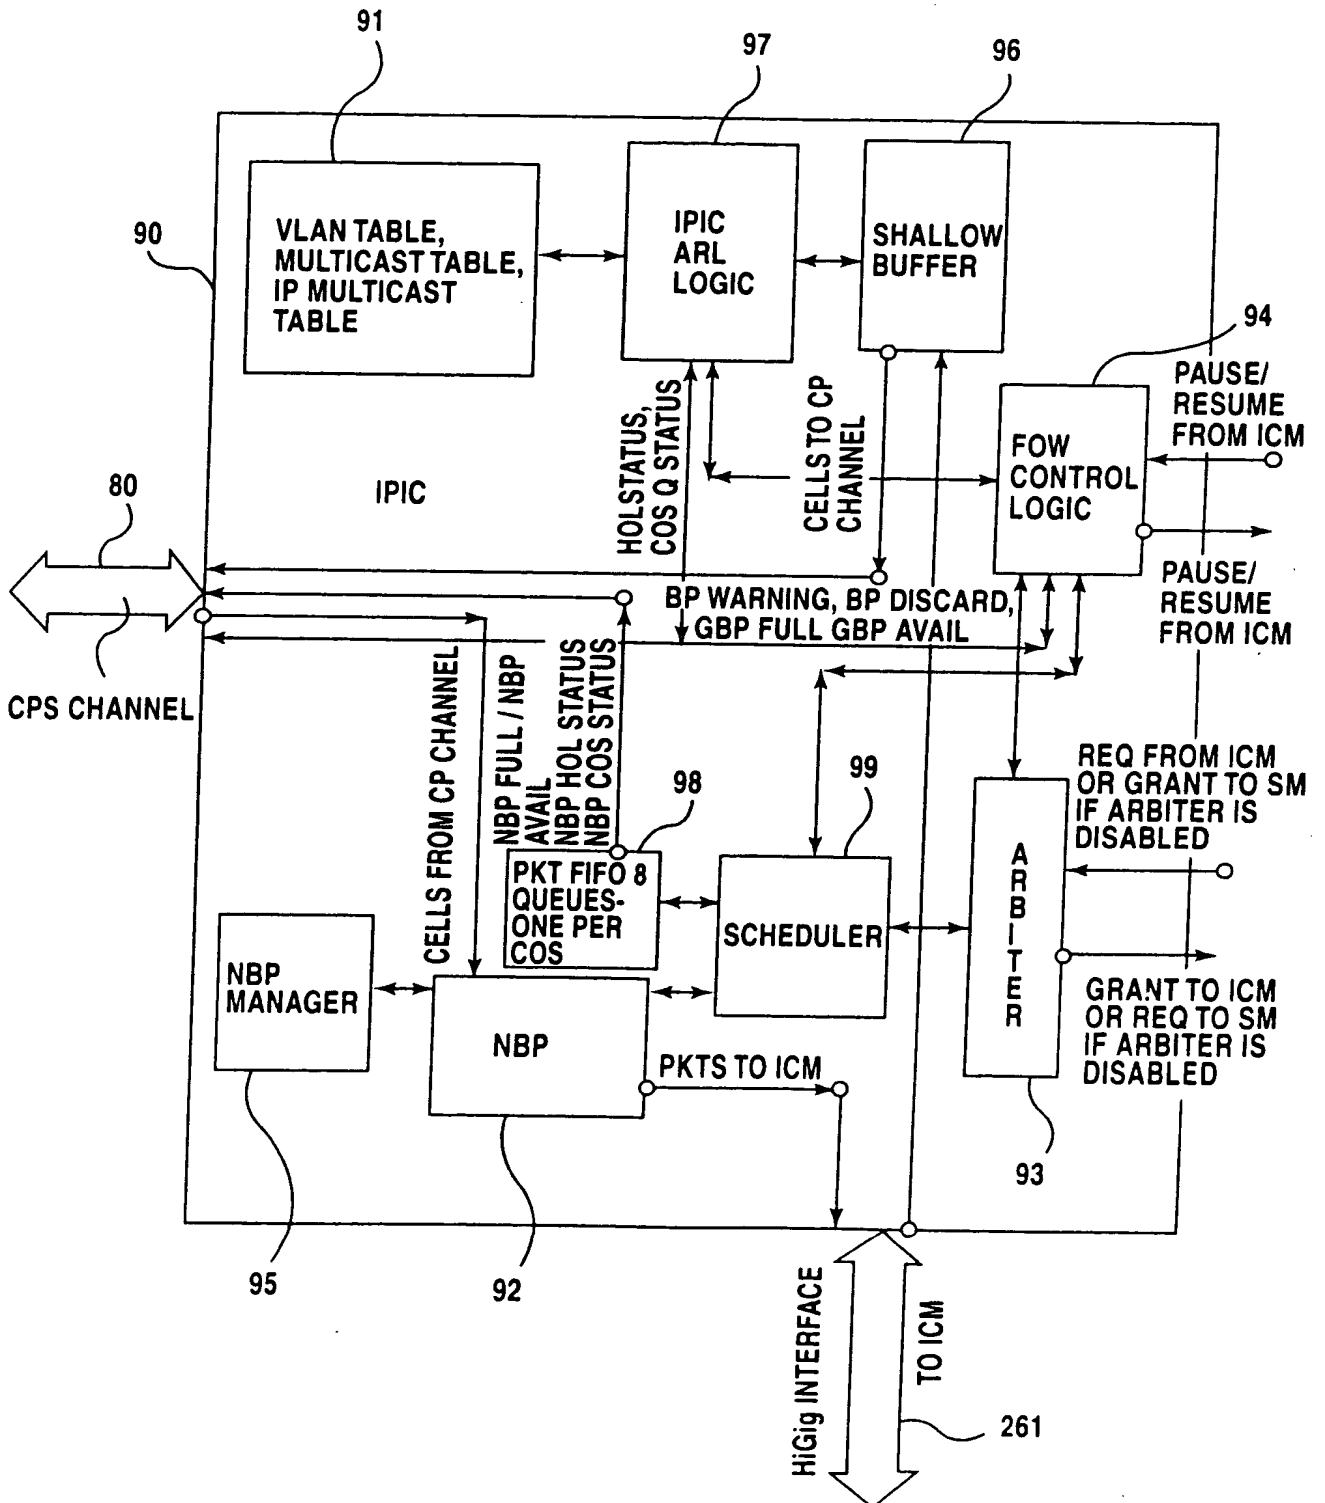 91
97
96
90
VLAN TABLE,
MULTICAST TABLE,
IP MULTICAST
TABLE
IPIC
ARL
LOGIC
SHALLOW
BUFFER
94
PAUSE/
RESUME
FROM ICM
FOW
CONTROL
LOGIC
HOLSTATUS,
COS Q STATUS
CELLS TO CP
CHANNEL
IPIC
80
PAUSE/
RESUME
FROM ICM
BP WARNING, BP DISCARD,
GBP FULL GBP AVAIL
CPS CHANNEL
CELLS FROM CP CHANNEL
NBP FULL / NBP
AVAIL
NBP HOL STATUS
NBP COS STATUS
98
99
REQ FROM ICM
OR GRANT TO SM
IF ARBITER IS
DISABLED
PKT FIFO 8
QUEUES-
ONE PER
COS
SCHEDULER
ARBITER
NBP
MANAGER
NBP
GRANT TO ICM
OR REQ TO SM
IF ARBITER IS
DISABLED
PKTS TO ICM
93
95
92
HiGig INTERFACE
TO ICM
261